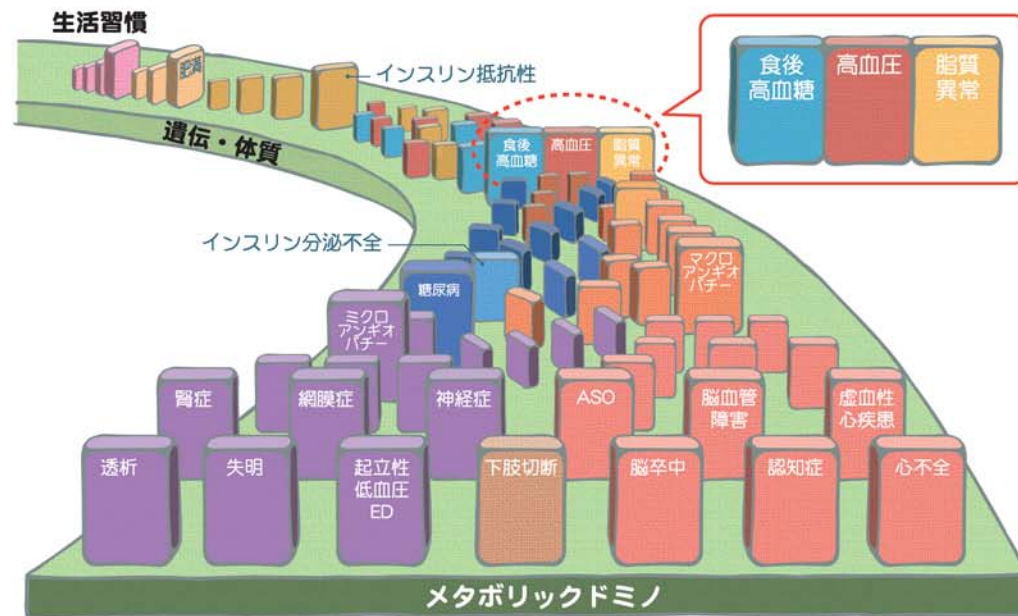 生活習慣
肥満
インスリン抵抗性
遺伝・体質
食後
高血糖
高血圧
脂質
異常
食後
高血糖
高血圧
脂質
異常
インスリン分泌不全
マクロ
アンギオ
パチー
糖尿病
ミクロ
アンギオ
パチー
腎症
網膜症
神経症
ASO
脳血管
障害
虚血性
心疾患
透析
失明
起立性
低血圧
ED
下肢切断
脳卒中
認知症
心不全
メタボリックドミノ